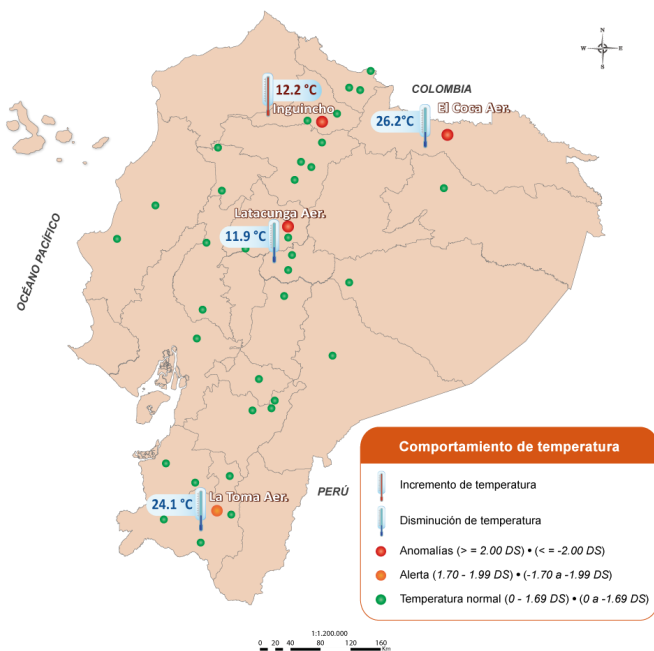 N
W
E
S
COLOMBIA
12.2 °C
Inguincho
El Coca Aer.
26.2°C
Latacunga Aer.
11.9 °C
OCÉANO PACÍFICO
La Toma Aer.
24.1 °C
PERÚ
Comportamiento de temperatura
Incremento de temperatura
Disminución de temperatura
Anomalías (> = 2.00 DS) • (< = -2.00 DS)
Alerta (1.70 - 1.99 DS) • (-1.70 a -1.99 DS)
Temperatura normal (0 - 1.69 DS) • (0 a -1.69 DS)
1:1.200.000
0 20 40 80 120 160
Km